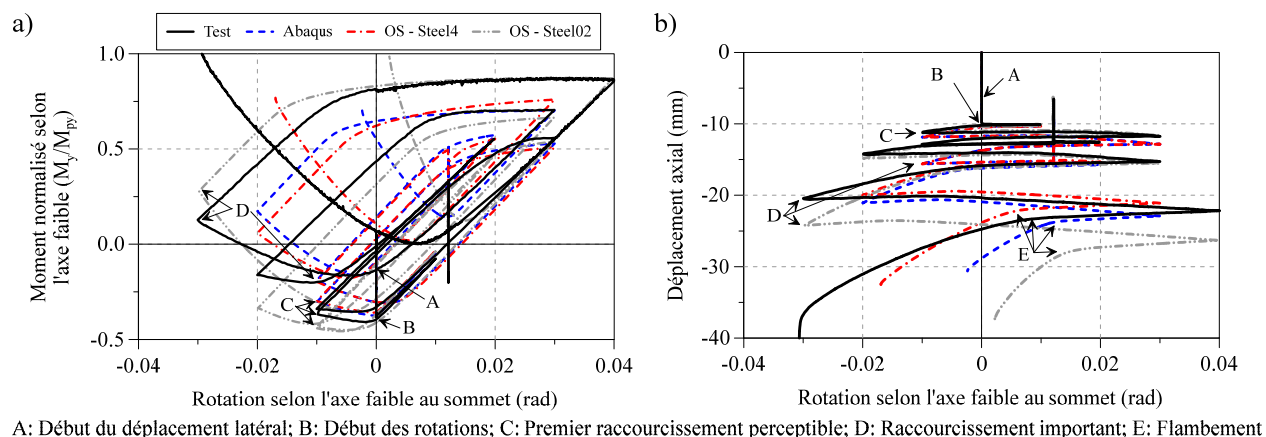 a)
Test
Abaqus
OS - Steel4
OS - Steel02
Moment normalisé selon
l'axe faible (My/Mpy)
1.0
0.5
0.0
-0.5
-0.04
-0.02
0
0.02
0.04
D
C
A
B
Rotation selon l'axe faible au sommet (rad)
b)
Déplacement axial (mm)
0
-10
-20
-30
-40
-0.04
-0.02
0
0.02
0.04
B
A
C
D
E
Rotation selon l'axe faible au sommet (rad)
A: Début du déplacement latéral; B: Début des rotations; C: Premier raccourcissement perceptible; D: Raccourcissement important; E: Flambement